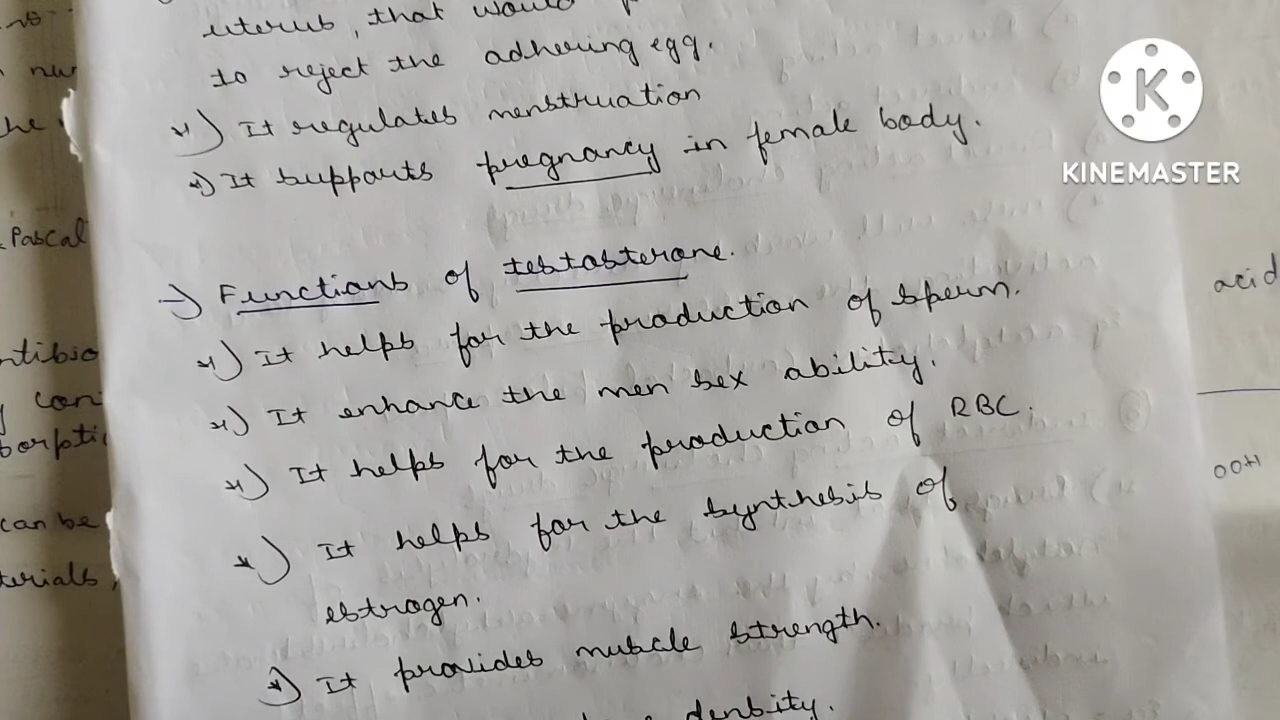 uterus, that would
to reject the adhering egg.
*) It regulates menstruation
*) It supports pregnancy in female body.
→) Functions of testosterone.
*) It helps for the production of sperm.
*) It enhance the men sex ability.
*) It helps for the production of RBC.
*) It helps for the synthesis of
estrogen.
*) It provides muscle strength.
density.
K
KINEMASTER
Pascal
can be
acid